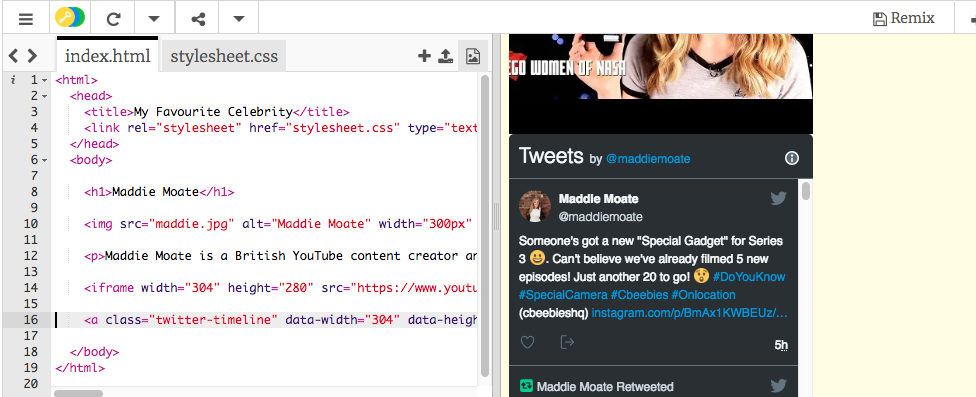 Remix
index.html stylesheet.css
i 1 <html>
2 <head>
3 <title>My Favourite Celebrity</title>
4 <link rel="stylesheet" href="stylesheet.css" type="text
5 </head>
6 <body>
7
8 <h1>Maddie Moate</h1>
9
10 <img src="maddie.jpg" alt="Maddie Moate" width="300px"
11
12 <p>Maddie Moate is a British YouTube content creator an
13
14 <iframe width="304" height="280" src="https://www.youtu
15
16 <a class="twitter-timeline" data-width="304" data-heigh
17
18 </body>
19 </html>
20
EGO WOMEN OF NASA
Tweets by @maddiemoate
Maddie Moate
@maddiemoate
Someone's got a new "Special Gadget" for Series
3 😀. Can't believe we've already filmed 5 new
episodes! Just another 20 to go! 😲 #DoYouKnow
#SpecialCamera #Cbeebies #Onlocation
(cbeebieshq) instagram.com/p/BmAx1KWBEUz/…
5h
Maddie Moate Retweeted